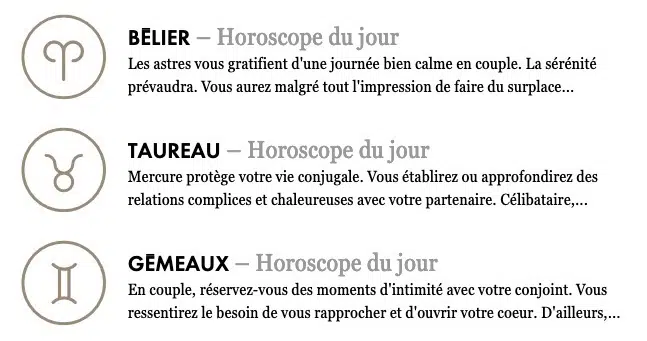 BĒLIER – Horoscope du jour
Les astres vous gratifient d'une journée bien calme en couple. La sérénité
prévaudra. Vous aurez malgré tout l'impression de faire du surplace...
TAUREAU – Horoscope du jour
Mercure protège votre vie conjugale. Vous établirez ou approfondirez des
relations complices et chaleureuses avec votre partenaire. Célibataire,...
GĒMEAUX – Horoscope du jour
En couple, réservez-vous des moments d'intimité avec votre conjoint. Vous
ressentirez le besoin de vous rapprocher et d'ouvrir votre coeur. D'ailleurs,...